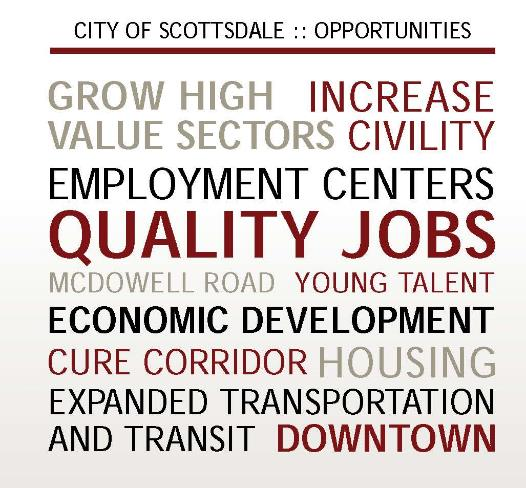 CITY OF SCOTTSDALE :: OPPORTUNITIES
GROW HIGH INCREASE
VALUE SECTORS CIVILITY
EMPLOYMENT CENTERS
QUALITY JOBS
MCDOWELL ROAD YOUNG TALENT
ECONOMIC DEVELOPMENT
CURE CORRIDOR HOUSING
EXPANDED TRANSPORTATION
AND TRANSIT DOWNTOWN